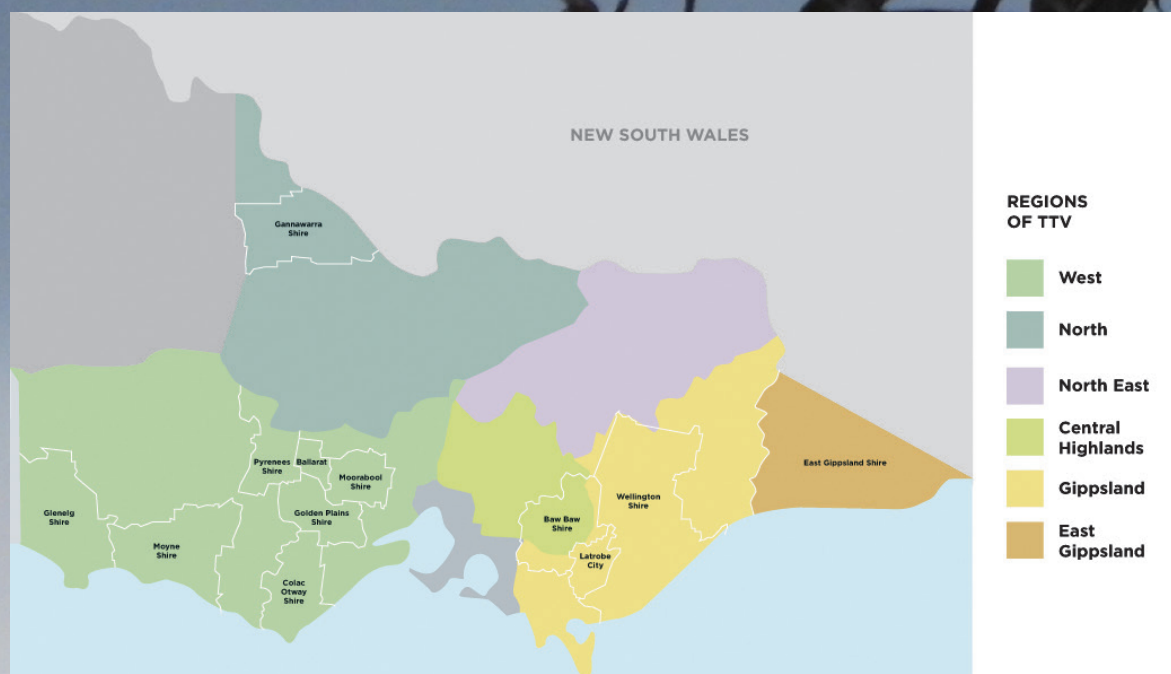 NEW SOUTH WALES
Gannawarra
Shire
Pyrenees
Shire
Ballarat
Moorabool
Shire
Glenelg
Shire
Golden Plains
Shire
Moyne
Shire
Colac
Otway
Shire
Baw Baw
Shire
Wellington
Shire
Latrobe
City
East Gippsland Shire
REGIONS
OF TTV
West
North
North East
Central
Highlands
Gippsland
East
Gippsland